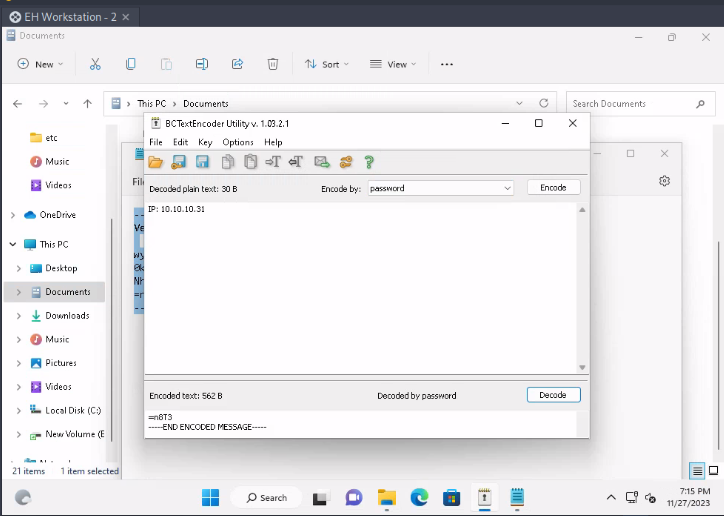 EH Workstation - 2
Documents
New
Sort
View
This PC
Documents
Search Documents
etc
Music
Videos
OneDrive
This PC
Desktop
Documents
Downloads
Music
Pictures
Videos
Local Disk (C:)
New Volume (E
21 items
1 item selected
BCTextEncoder Utility v. 1.03.2.1
File Edit Key Options Help
Decoded plain text: 30 B
Encode by: password
Encode
IP: 10.10.10.31
Encoded text: 562 B
Decoded by password
Decode
=n8T3
-----END ENCODED MESSAGE-----
Search
7:15 PM
11/27/2023